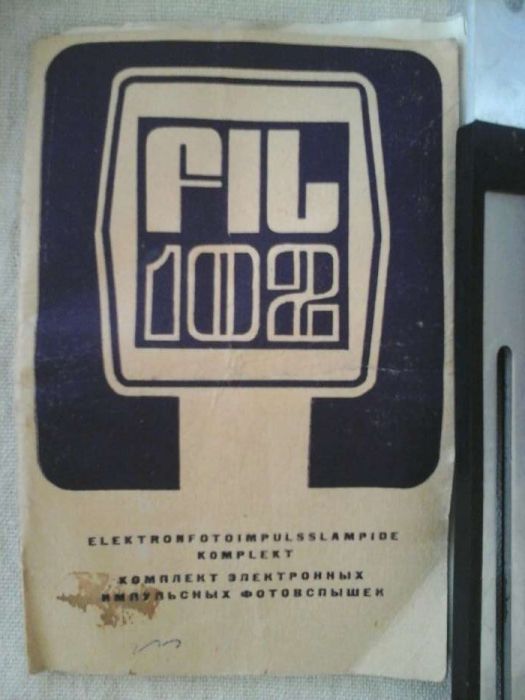 FIL
102
ELEKTRONFOTOIMPULSSLAMPIDE
KOMPLEKT
КОМПЛЕКТ ЭЛЕКТРОННЫХ
ИМПУЛЬСНЫХ ФОТОВСПЫШЕК